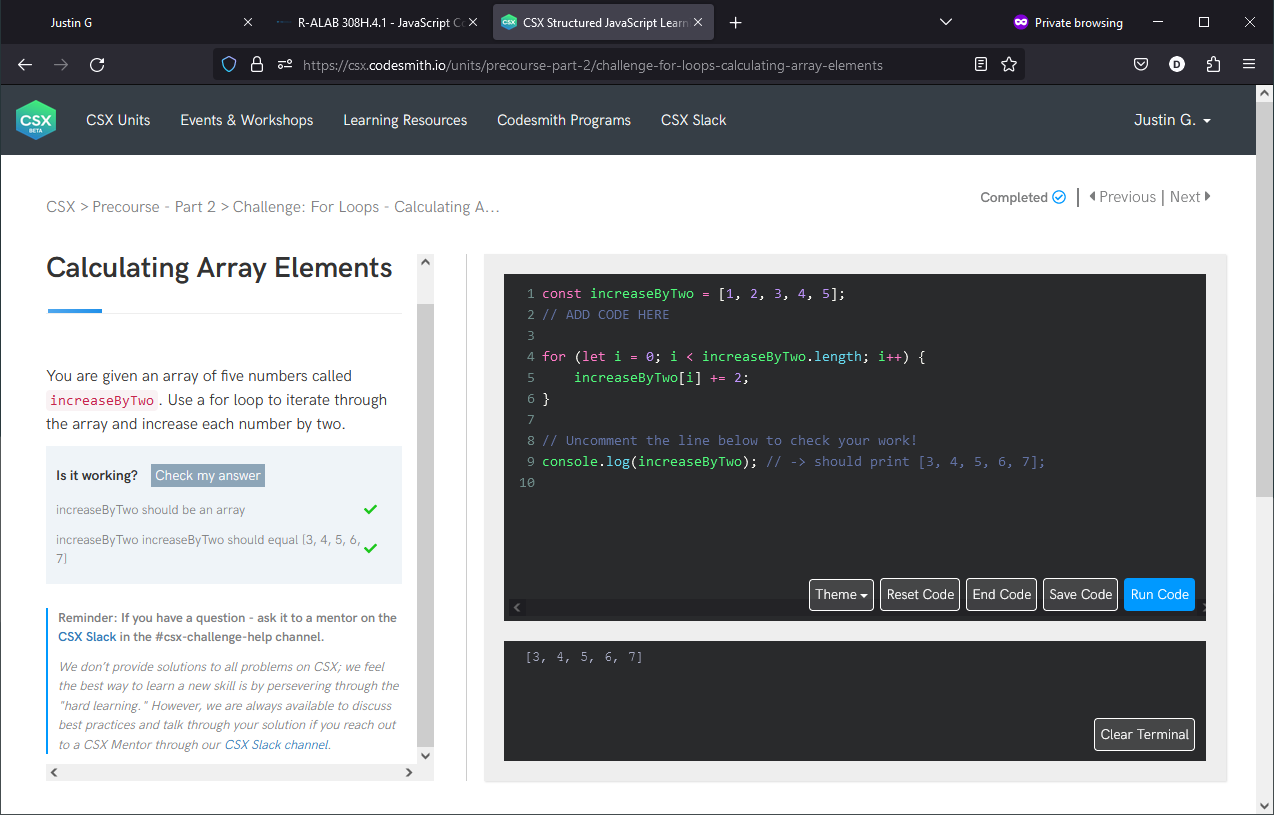 Justin G
R-ALAB 308H.4.1 - JavaScript Co
CSX Structured JavaScript Learn
Private browsing
https://csx.codesmith.io/units/precourse-part-2/challenge-for-loops-calculating-array-elements
D
CSX
BETA
CSX Units
Events & Workshops
Learning Resources
Codesmith Programs
CSX Slack
Justin G.
CSX > Precourse - Part 2 > Challenge: For Loops - Calculating A...
Completed
Previous | Next
Calculating Array Elements
You are given an array of five numbers called
increaseByTwo . Use a for loop to iterate through
the array and increase each number by two.
Is it working? Check my answer
increaseByTwo should be an array
increaseByTwo increaseByTwo should equal [3, 4, 5, 6,
7]
Reminder: If you have a question - ask it to a mentor on the
CSX Slack in the #csx-challenge-help channel.
We don't provide solutions to all problems on CSX; we feel
the best way to learn a new skill is by persevering through the
"hard learning." However, we are always available to discuss
best practices and talk through your solution if you reach out
to a CSX Mentor through our CSX Slack channel.
1 const increaseByTwo = [1, 2, 3, 4, 5];
2 // ADD CODE HERE
3
4 for (let i = 0; i < increaseByTwo.length; i++) {
5     increaseByTwo[i] += 2;
6 }
7
8 // Uncomment the line below to check your work!
9 console.log(increaseByTwo); // -> should print [3, 4, 5, 6, 7];
10
Theme
Reset Code
End Code
Save Code
Run Code
[3, 4, 5, 6, 7]
Clear Terminal